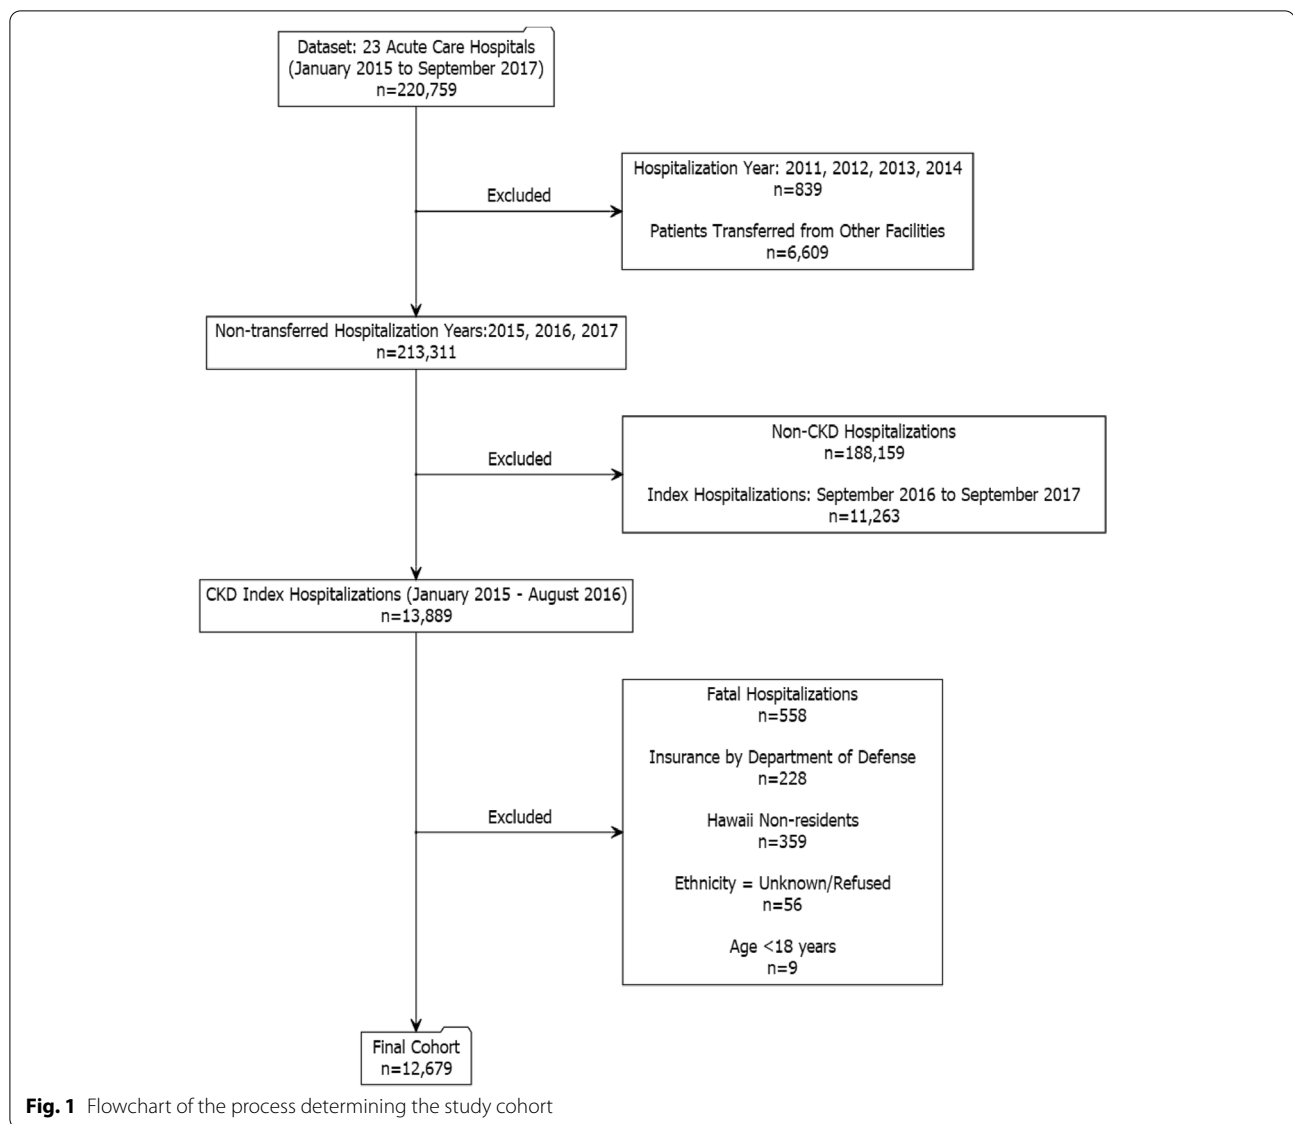 Dataset: 23 Acute Care Hospitals
(January 2015 to September 2017)
n=220,759
Excluded
Hospitalization Year: 2011, 2012, 2013, 2014
n=839
Patients Transferred from Other Facilities
n=6,609
Non-transferred Hospitalization Years:2015, 2016, 2017
n=213,311
Excluded
Non-CKD Hospitalizations
n=188,159
Index Hospitalizations: September 2016 to September 2017
n=11,263
CKD Index Hospitalizations (January 2015 - August 2016)
n=13,889
Excluded
Fatal Hospitalizations
n=558
Insurance by Department of Defense
n=228
Hawaii Non-residents
n=359
Ethnicity = Unknown/Refused
n=56
Age <18 years
n=9
Final Cohort
n=12,679
Fig. 1 Flowchart of the process determining the study cohort